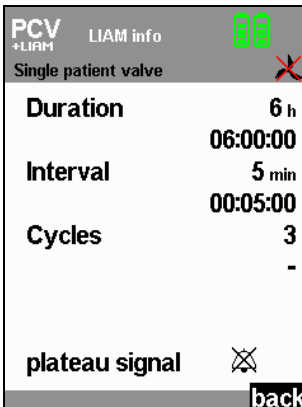 PCV LIAM info
+LIAM
Single patient valve
Duration 6 h
06:00:00
Interval 5 min
00:05:00
Cycles 3
-
plateau signal
back